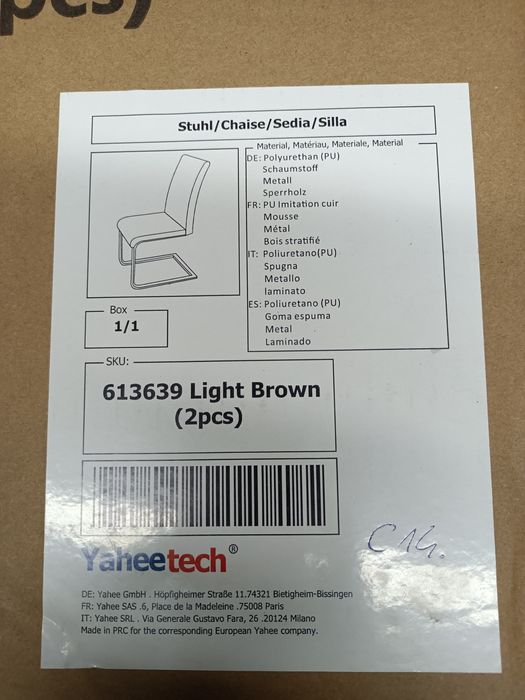 pcs)
Stuhl/Chaise/Sedia/Silla
Material, Matériau, Materiale, Material
DE: Polyurethan (PU)
Schaumstoff
Metall
Sperrholz
FR: PU Imitation cuir
Mousse
Métal
Bois stratifié
IT: Poliuretano(PU)
Spugna
Metallo
laminato
ES: Poliuretano (PU)
Goma espuma
Metal
Laminado
Box
1/1
SKU:
613639 Light Brown
(2pcs)
Yaheetech®
C14.
DE: Yahee GmbH . Höpfigheimer Straße 11.74321 Bietigheim-Bissingen
FR: Yahee SAS .6, Place de la Madeleine .75008 Paris
IT: Yahee SRL . Via Generale Gustavo Fara, 26 .20124 Milano
Made in PRC for the corresponding European Yahee company.